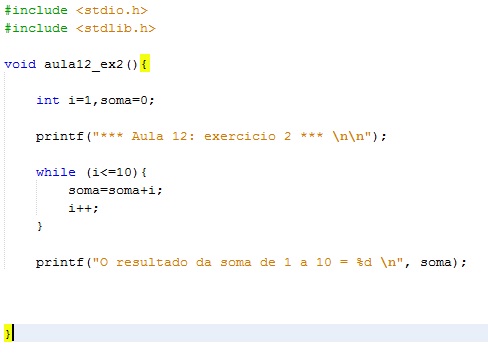 #include <stdio.h>
#include <stdlib.h>
void aula12_ex2(){
int i=1,soma=0;
printf("*** Aula 12: exercicio 2 *** \n\n");
while (i<=10){
soma=soma+i;
i++;
}
printf("O resultado da soma de 1 a 10 = %d \n", soma);
}